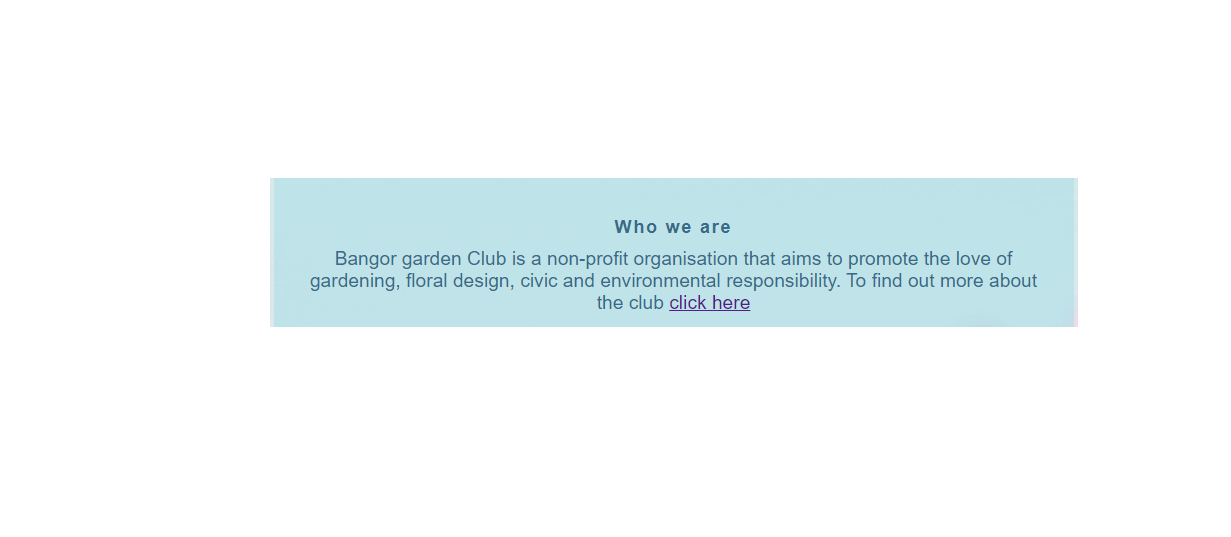 Who we are
Bangor garden Club is a non-profit organisation that aims to promote the love of
gardening, floral design, civic and environmental responsibility. To find out more about
the club click here